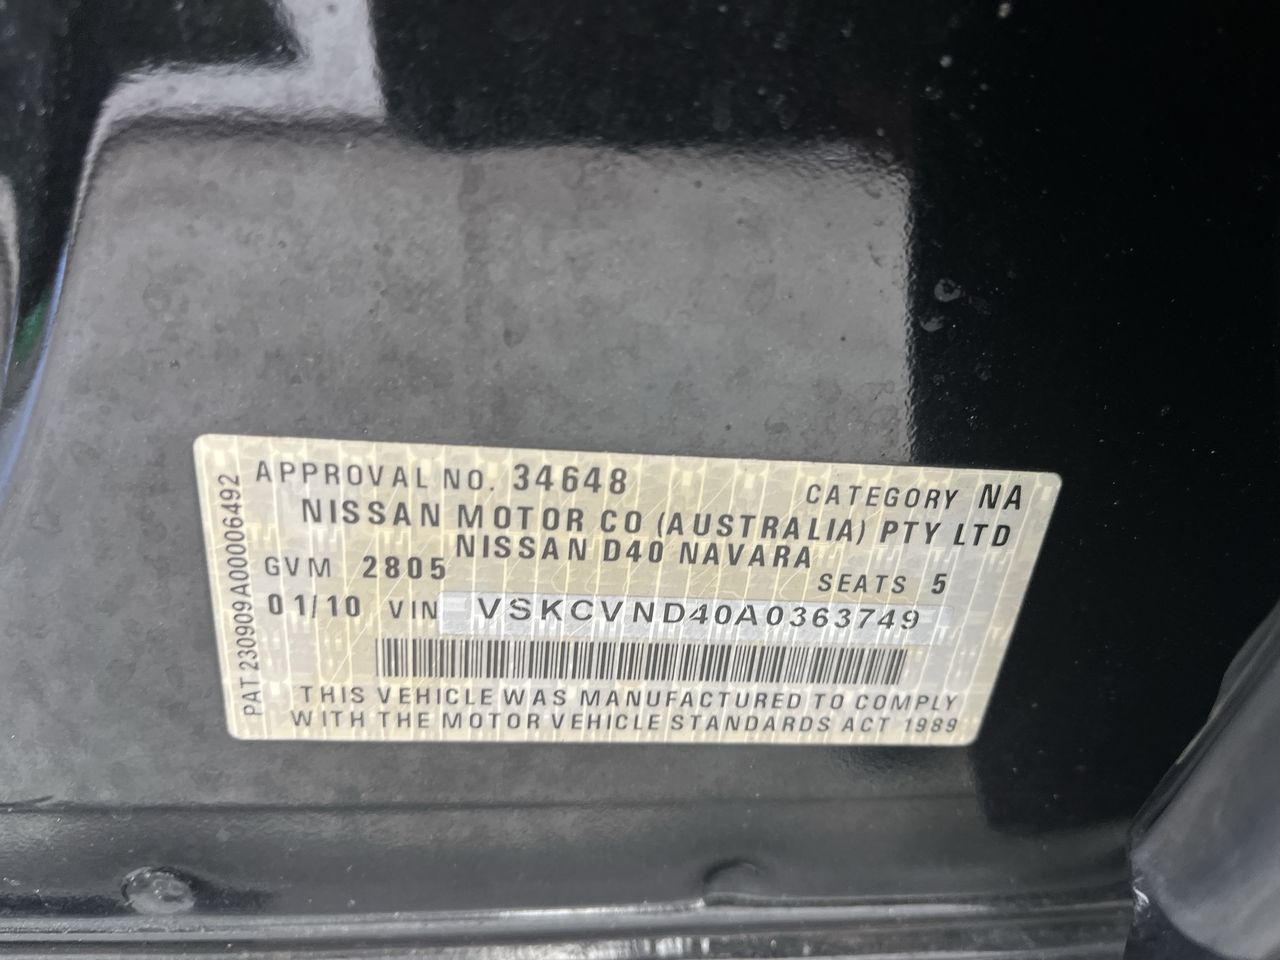 APPROVAL NO. 34648 CATEGORY NA
NISSAN MOTOR CO (AUSTRALIA) PTY LTD
NISSAN D40 NAVARA
GVM 2805 SEATS 5
01/10 VIN VSKCVND40A0363749
THIS VEHICLE WAS MANUFACTURED TO COMPLY
WITH THE MOTOR VEHICLE STANDARDS ACT 1989
PAT 230909A00006492